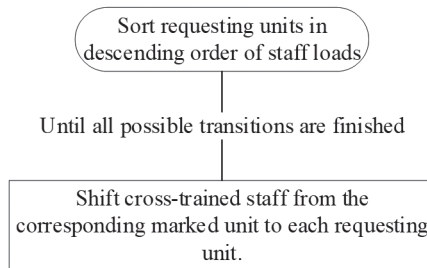 Sort requesting units in
descending order of staff loads
Until all possible transitions are finished
Shift cross-trained staff from the
corresponding marked unit to each requesting
unit.